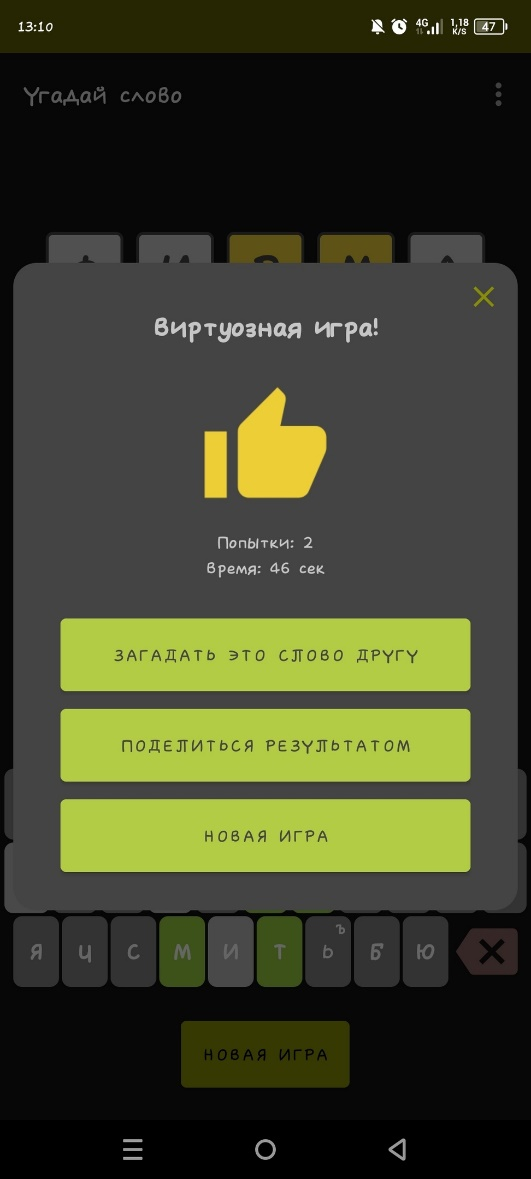 13:10
4G
1,18
K/S
47
Угадай слово
Виртуозная игра!
Попытки: 2
Время: 46 сек
ЗАГАДАТЬ ЭТО СЛОВО ДРУГУ
ПОДЕЛИТЬСЯ РЕЗУЛЬТАТОМ
НОВАЯ ИГРА
Я Ч С М И Т Ь Ъ Б Ю
НОВАЯ ИГРА